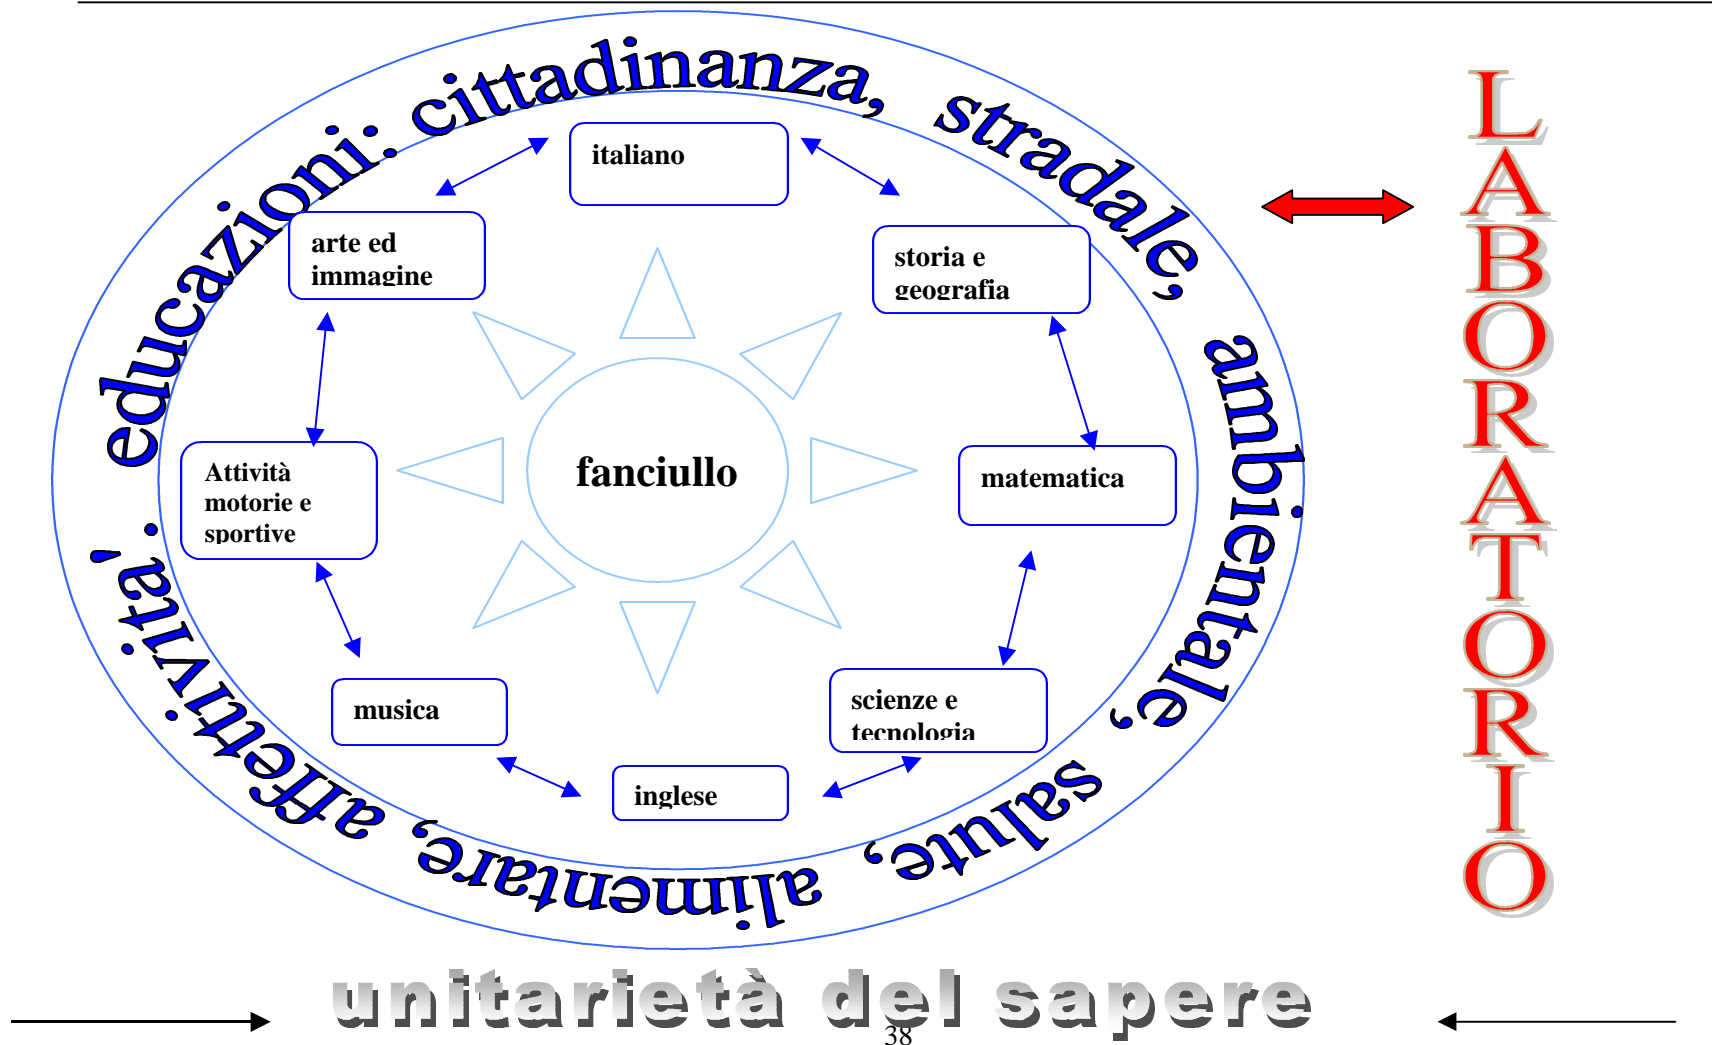 educazioni: cittadinanza, stradale, ambientale, salute, alimentare, affettivita'.
italiano
arte ed
immagine
storia e
geografia
fanciullo
Attività
motorie e
sportive
matematica
musica
scienze e
tecnologia
inglese
LABORATORIO
unitarietà del sapere
38